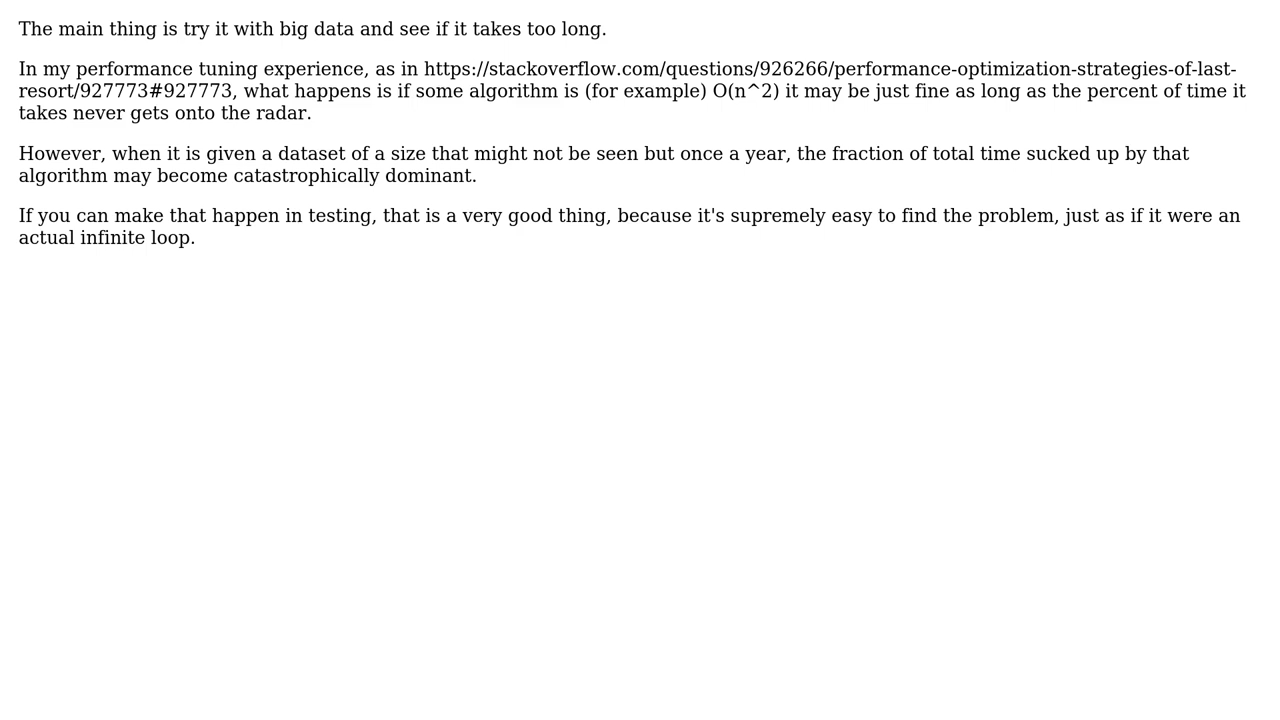 The main thing is try it with big data and see if it takes too long.
In my performance tuning experience, as in https://stackoverflow.com/questions/926266/performance-optimization-strategies-of-last-
resort/927773#927773, what happens is if some algorithm is (for example) O(n^2) it may be just fine as long as the percent of time it
takes never gets onto the radar.
However, when it is given a dataset of a size that might not be seen but once a year, the fraction of total time sucked up by that
algorithm may become catastrophically dominant.
If you can make that happen in testing, that is a very good thing, because it's supremely easy to find the problem, just as if it were an
actual infinite loop.